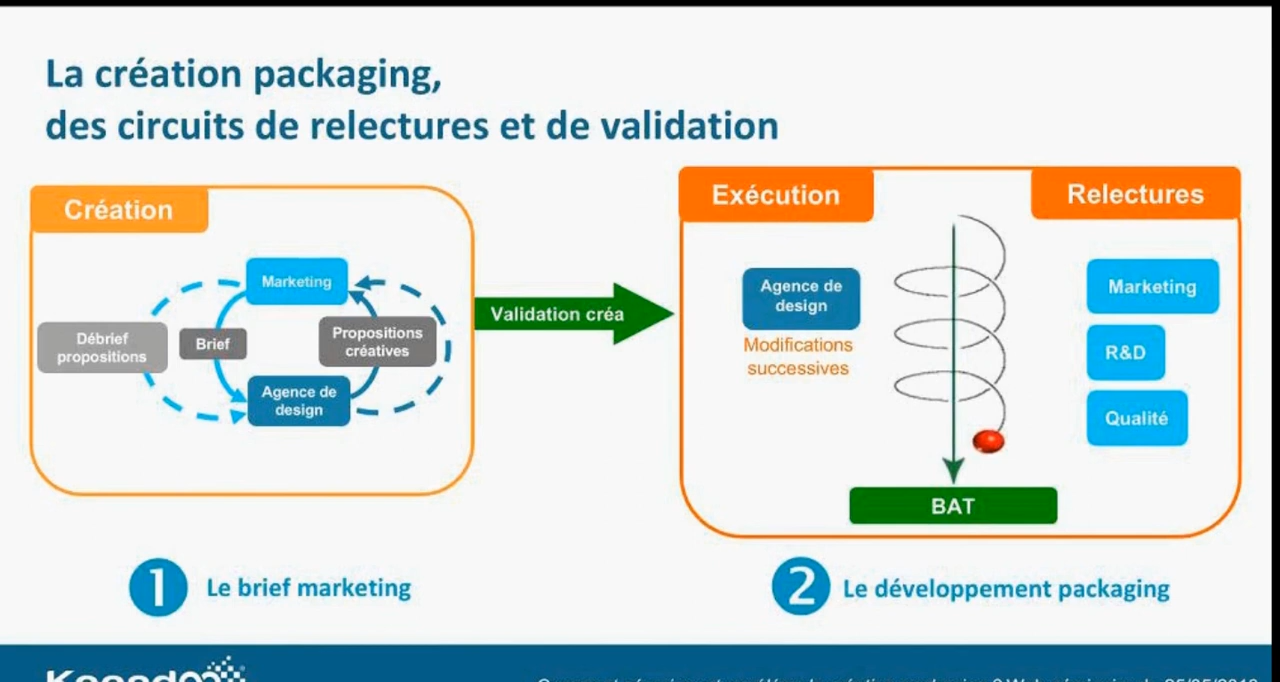 La création packaging,
des circuits de relectures et de validation
Création
Marketing
Débrief
propositions
Brief
Propositions
créatives
Agence de
design
Validation créa
Exécution
Relectures
Agence de
design
Modifications
successives
Marketing
R&D
Qualité
BAT
1 Le brief marketing
2 Le développement packaging